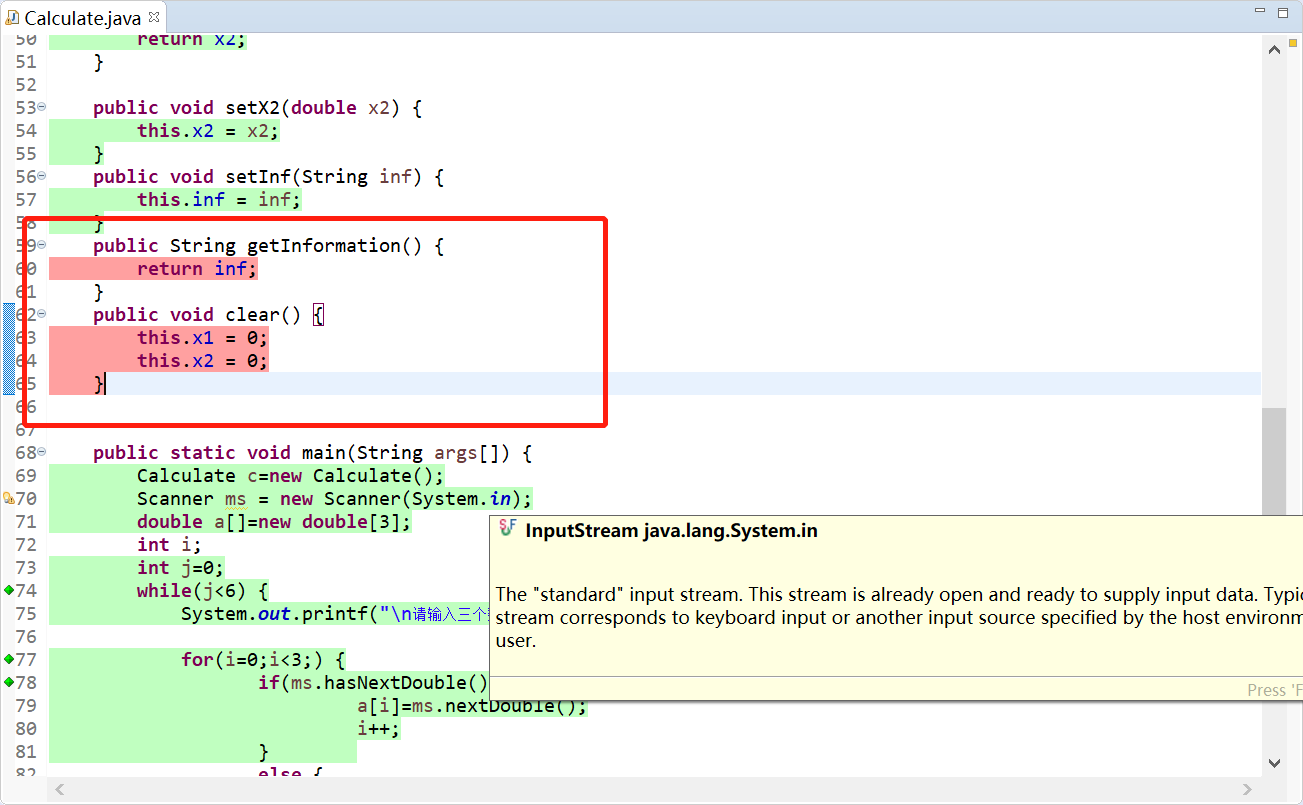 Calculate.java
50 return x2;
51 }
52
53 public void setX2(double x2) {
54 this.x2 = x2;
55 }
56 public void setInf(String inf) {
57 this.inf = inf;
58 }
59 public String getInformation() {
60 return inf;
61 }
62 public void clear() {
63 this.x1 = 0;
64 this.x2 = 0;
65 }
66
67
68 public static void main(String args[]) {
69 Calculate c=new Calculate();
70 Scanner ms = new Scanner(System.in);
71 double a[]=new double[3];
72 int i;
73 int j=0;
74 while(j<6) {
75 System.out.printf("\n请输入三个
76
77 for(i=0;i<3;) {
78 if(ms.hasNextDouble()
79 a[i]=ms.nextDouble();
80 i++;
81 }
82 else {
InputStream java.lang.System.in
The "standard" input stream. This stream is already open and ready to supply input data. Typic
stream corresponds to keyboard input or another input source specified by the host environm
user.
Press 'F